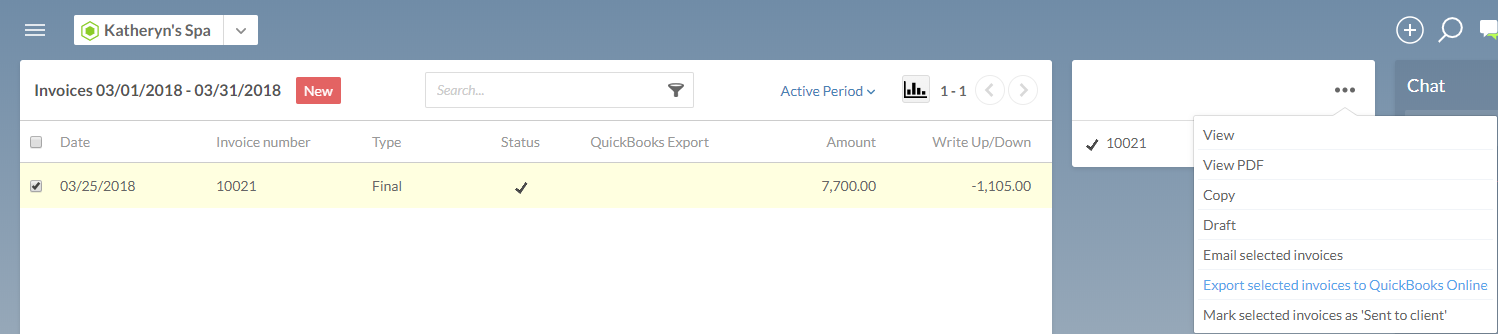 Katheryn's Spa
Invoices 03/01/2018 - 03/31/2018 New Search... Active Period 1 - 1
Date Invoice number Type Status QuickBooks Export Amount Write Up/Down
03/25/2018 10021 Final 7,700.00 -1,105.00
10021
View
View PDF
Copy
Draft
Email selected invoices
Export selected invoices to QuickBooks Online
Mark selected invoices as 'Sent to client'
Chat